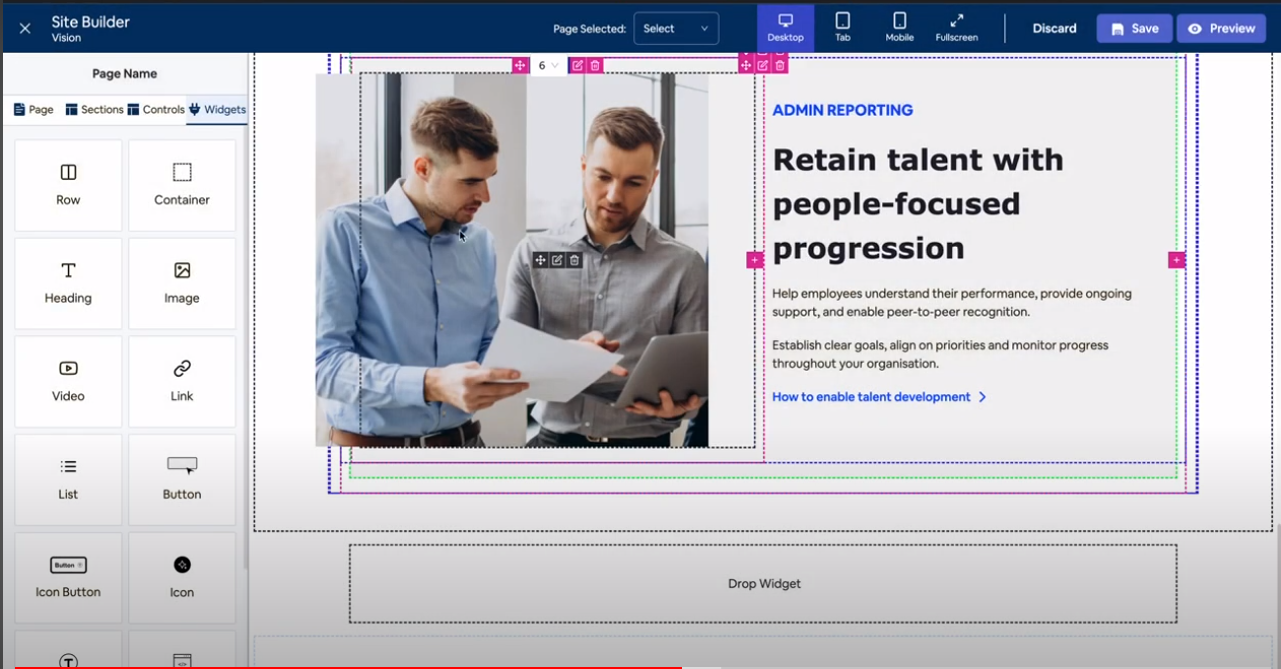 Site Builder
Vision
Page Selected:
Select
Desktop
Tab
Mobile
Fullscreen
Discard
Save
Preview
Page Name
Page
Sections
Controls
Widgets
Row
Container
Heading
Image
Video
Link
List
Button
Button
Icon Button
Icon
6
ADMIN REPORTING
Retain talent with
people-focused
progression
Help employees understand their performance, provide ongoing
support, and enable peer-to-peer recognition.
Establish clear goals, align on priorities and monitor progress
throughout your organisation.
How to enable talent development
Drop Widget